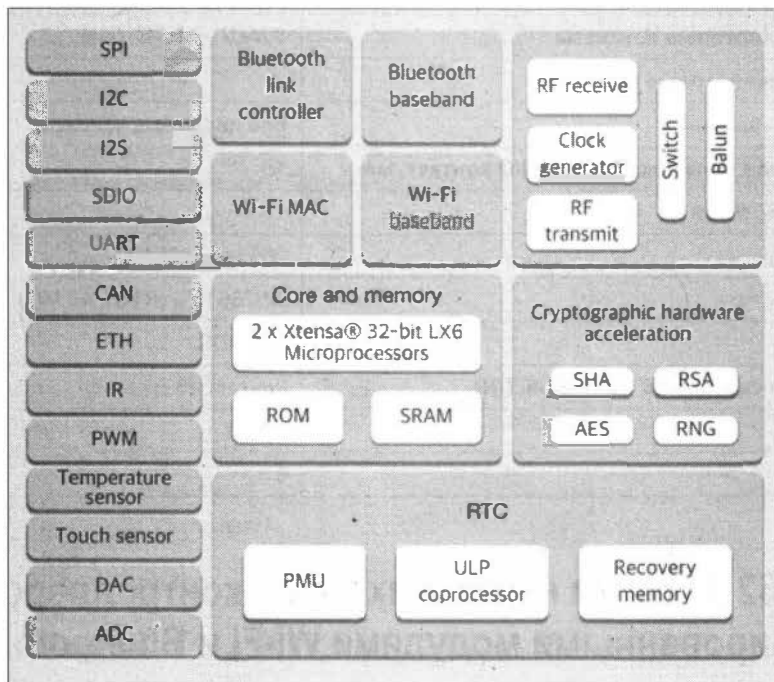 SPI
I2C
I2S
SDIO
UART
CAN
ETH
IR
PWM
Temperature
sensor
Touch sensor
DAC
ADC
Bluetooth
link
controller
Bluetooth
baseband
Wi-Fi MAC
Wi-Fi
baseband
RF receive
Clock
generator
RF
transmit
Switch
Balun
Core and memory
2 x Xtensa® 32-bit LX6
Microprocessors
ROM
SRAM
Cryptographic hardware
acceleration
SHA
RSA
AES
RNG
RTC
PMU
ULP
coprocessor
Recovery
memory